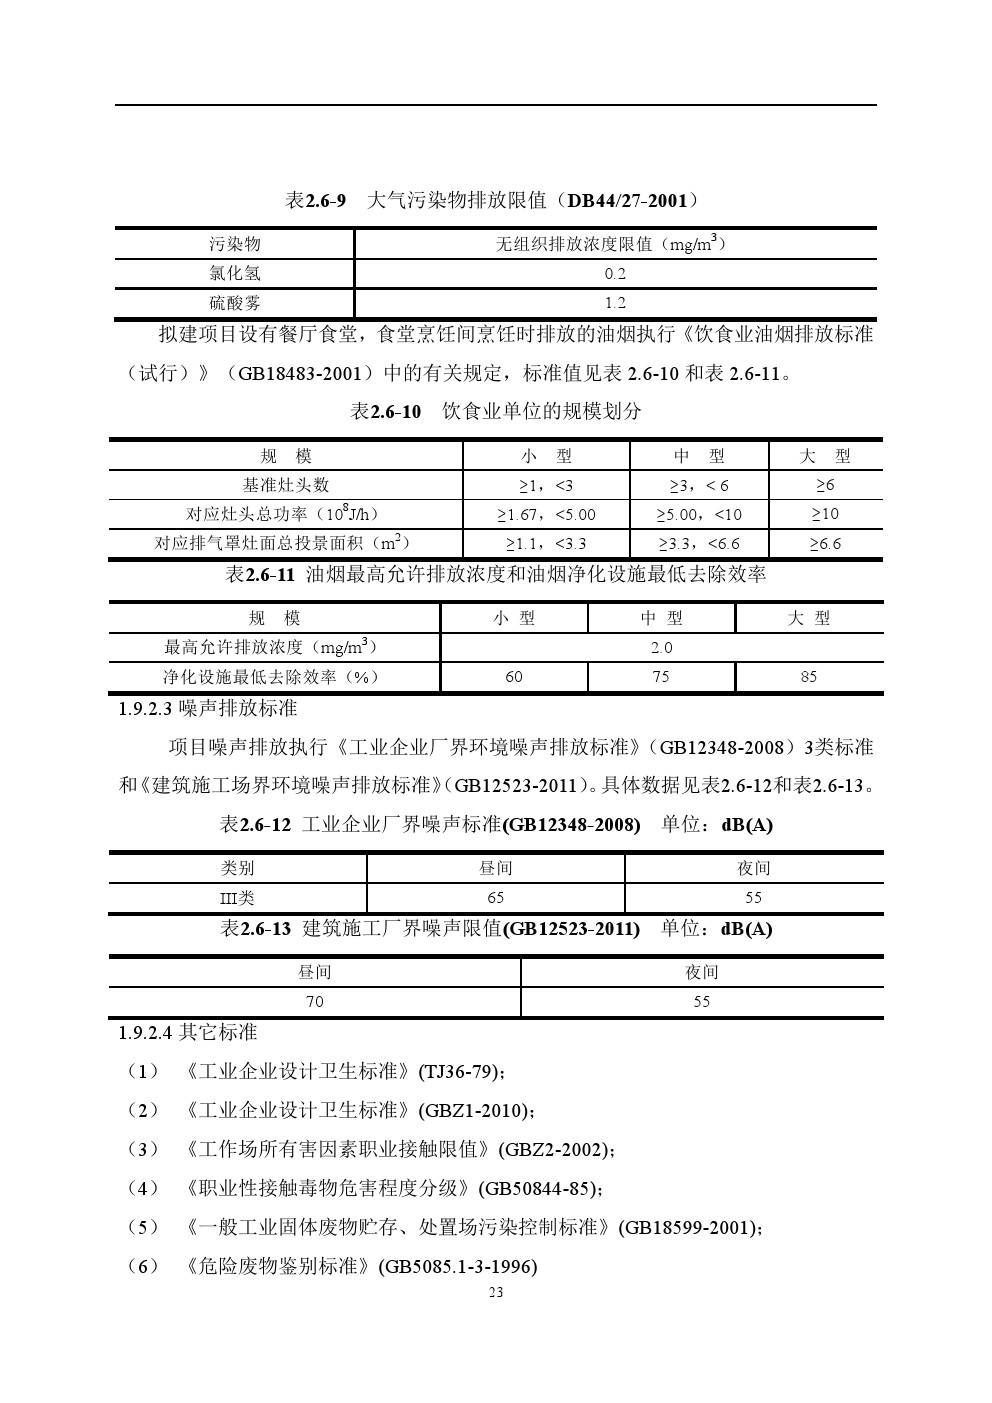 表2.6-9 大气污染物排放限值（DB44/27-2001）
污染物 无组织排放浓度限值（mg/m³）
氯化氢 0.2
硫酸雾 1.2
拟建项目设有餐厅食堂，食堂烹饪间烹饪时排放的油烟执行《饮食业油烟排放标准
（试行）》（GB18483-2001）中的有关规定，标准值见表 2.6-10 和表 2.6-11。
表2.6-10 饮食业单位的规模划分
规 模 小 型 中 型 大 型
基准灶头数 ≥1，<3 ≥3，< 6 ≥6
对应灶头总功率（10⁸J/h） ≥1.67，<5.00 ≥5.00，<10 ≥10
对应排气罩灶面总投景面积（m²） ≥1.1，<3.3 ≥3.3，<6.6 ≥6.6
表2.6-11 油烟最高允许排放浓度和油烟净化设施最低去除效率
规 模 小 型 中 型 大 型
最高允许排放浓度（mg/m³） 2.0
净化设施最低去除效率（%） 60 75 85
1.9.2.3 噪声排放标准
项目噪声排放执行《工业企业厂界环境噪声排放标准》（GB12348-2008）3类标准
和《建筑施工场界环境噪声排放标准》（GB12523-2011）。具体数据见表2.6-12和表2.6-13。
表2.6-12 工业企业厂界噪声标准(GB12348-2008) 单位：dB(A)
类别 昼间 夜间
III类 65 55
表2.6-13 建筑施工厂界噪声限值(GB12523-2011) 单位：dB(A)
昼间 夜间
70 55
1.9.2.4 其它标准
（1） 《工业企业设计卫生标准》(TJ36-79)；
（2） 《工业企业设计卫生标准》(GBZ1-2010)；
（3） 《工作场所有害因素职业接触限值》(GBZ2-2002)；
（4） 《职业性接触毒物危害程度分级》(GB50844-85)；
（5） 《一般工业固体废物贮存、处置场污染控制标准》(GB18599-2001)；
（6） 《危险废物鉴别标准》(GB5085.1-3-1996)
23